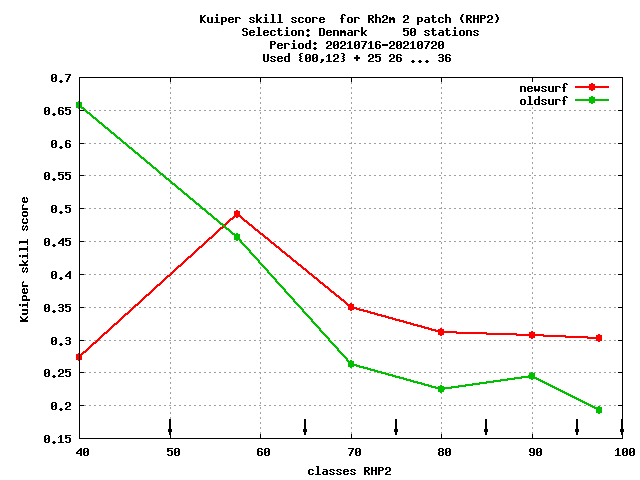 Kuiper skill score  for Rh2m 2 patch (RHP2)
Selection: Denmark     50 stations
Period: 20210716-20210720
Used {00,12} + 25 26 ... 36
newsurf
oldsurf
Kuiper skill score
0.7
0.65
0.6
0.55
0.5
0.45
0.4
0.35
0.3
0.25
0.2
0.15
40 50 60 70 80 90 100
classes RHP2